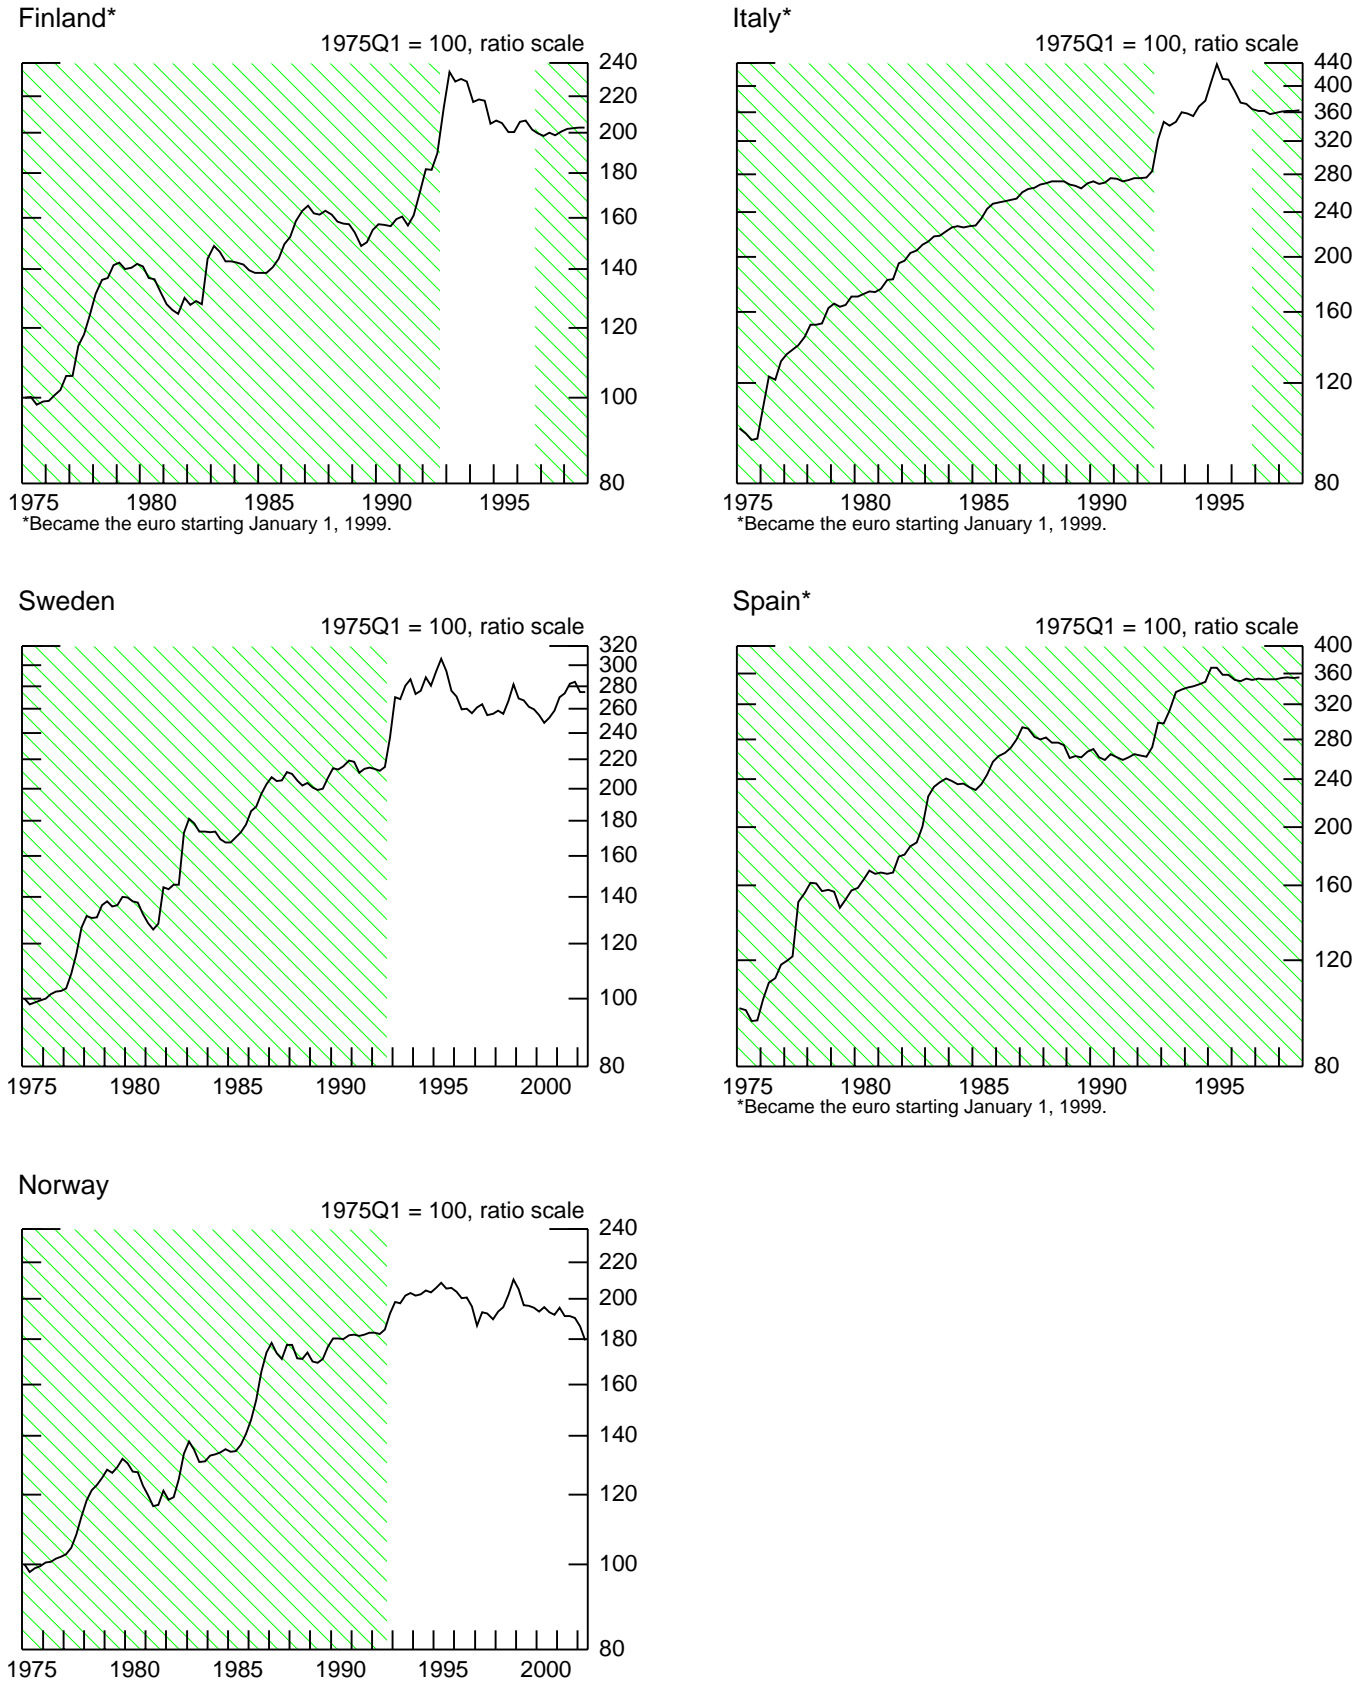 Finland*
1975Q1 = 100, ratio scale
240
220
200
180
160
140
120
100
80
1975 1980 1985 1990 1995
*Became the euro starting January 1, 1999.
Italy*
1975Q1 = 100, ratio scale
440
400
360
320
280
240
200
160
120
80
1975 1980 1985 1990 1995
*Became the euro starting January 1, 1999.
Sweden
1975Q1 = 100, ratio scale
320
300
280
260
240
220
200
180
160
140
120
100
80
1975 1980 1985 1990 1995 2000
Spain*
1975Q1 = 100, ratio scale
400
360
320
280
240
200
160
120
80
1975 1980 1985 1990 1995
*Became the euro starting January 1, 1999.
Norway
1975Q1 = 100, ratio scale
240
220
200
180
160
140
120
100
80
1975 1980 1985 1990 1995 2000